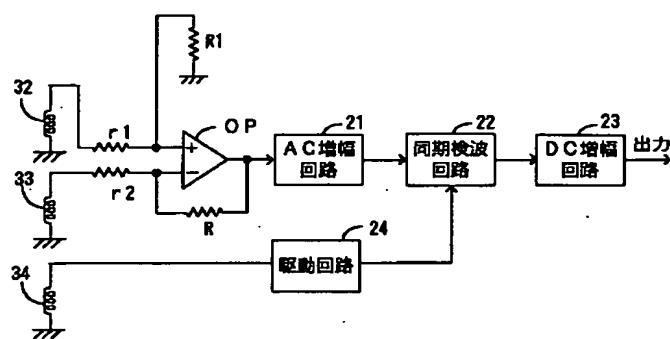 R1
32
r1
OP
21
22
23
AC増幅
回路
同期検波
回路
DC増幅
回路
出力
33
r2
R
24
駆動回路
34